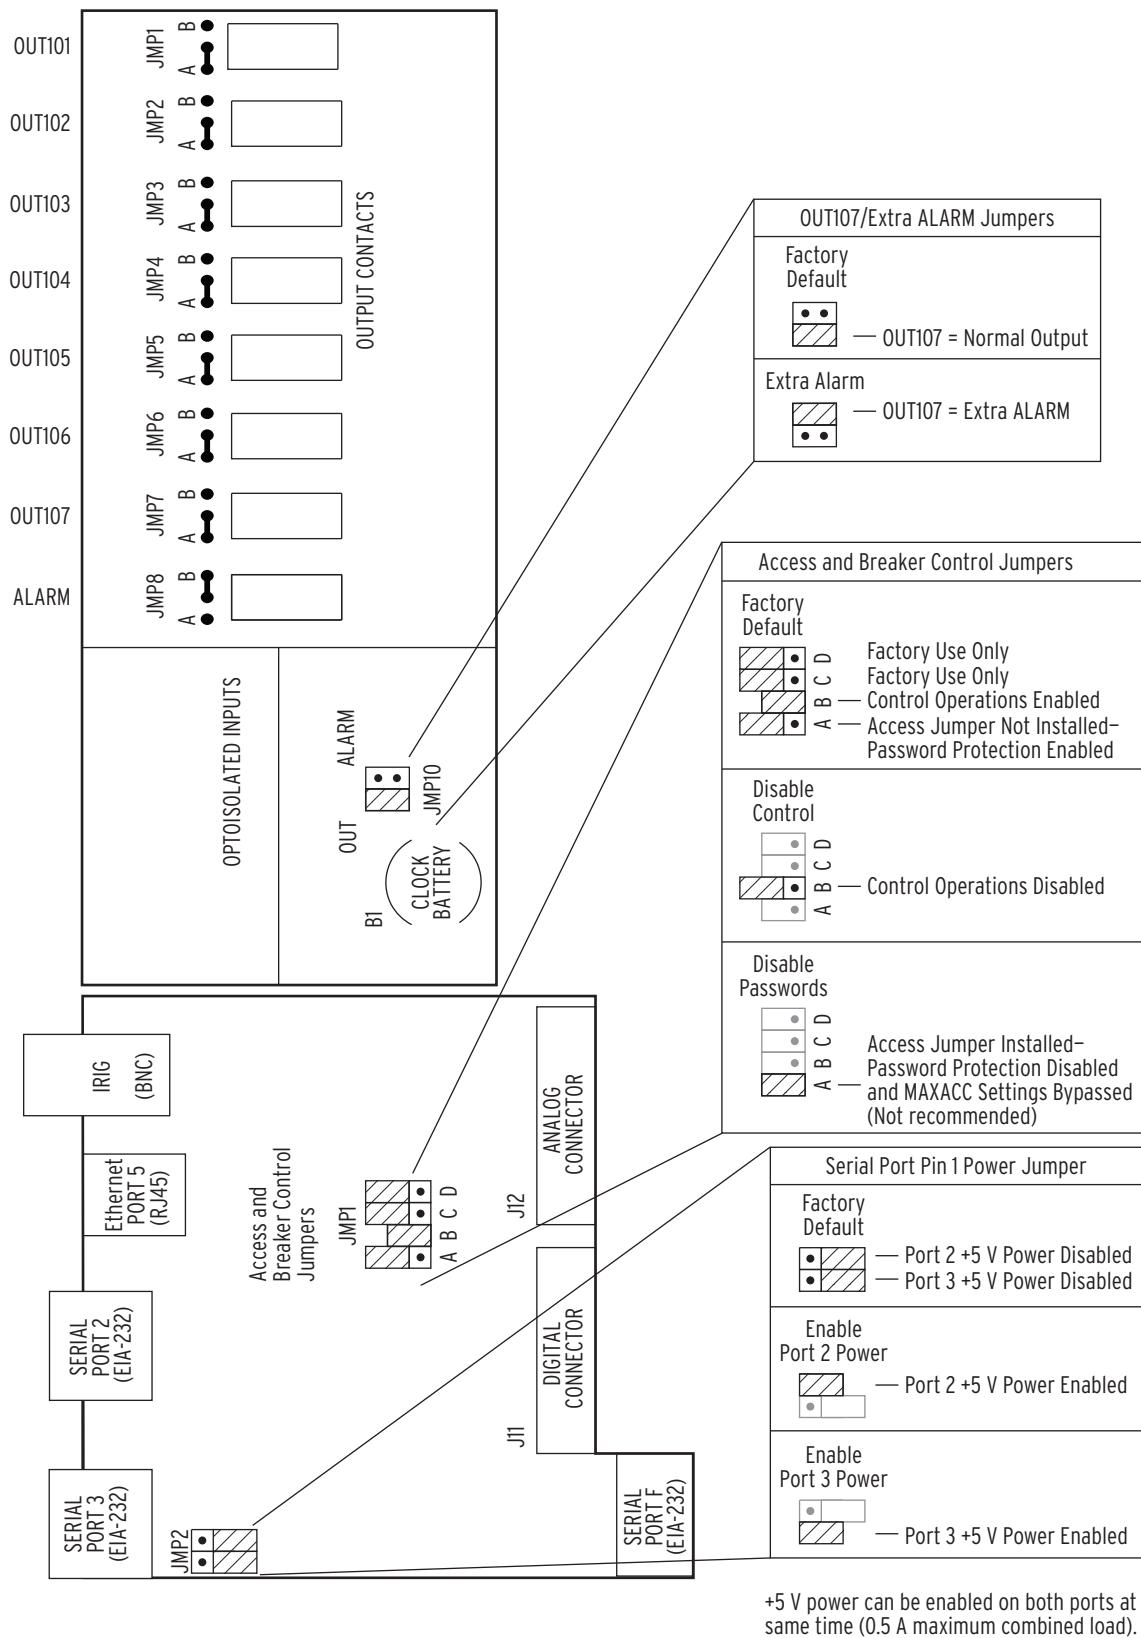 OUT101
JMP1
A B
OUT102
JMP2
A B
OUT103
JMP3
A B
OUT104
JMP4
A B
OUT105
JMP5
A B
OUT106
JMP6
A B
OUT107
JMP7
A B
ALARM
JMP8
A B
OUTPUT CONTACTS
OPTOISOLATED INPUTS
ALARM
OUT
JMP10
B1
CLOCK
BATTERY
OUT107/Extra ALARM Jumpers
Factory
Default
OUT107 = Normal Output
Extra Alarm
OUT107 = Extra ALARM
Access and Breaker Control Jumpers
Factory
Default
D Factory Use Only
C Factory Use Only
B Control Operations Enabled
A Access Jumper Not Installed–
Password Protection Enabled
Disable
Control
D
C
B Control Operations Disabled
A
Disable
Passwords
D
C
B
A
Access Jumper Installed–
Password Protection Disabled
and MAXACC Settings Bypassed
(Not recommended)
IRIG
(BNC)
Ethernet
PORT 5
(RJ45)
SERIAL
PORT 2
(EIA-232)
SERIAL
PORT 3
(EIA-232)
Access and
Breaker Control
Jumpers
JMP1
A B C D
J12
ANALOG
CONNECTOR
J11
DIGITAL
CONNECTOR
JMP2
SERIAL
PORT F
(EIA-232)
Serial Port Pin 1 Power Jumper
Factory
Default
Port 2 +5 V Power Disabled
Port 3 +5 V Power Disabled
Enable
Port 2 Power
Port 2 +5 V Power Enabled
Enable
Port 3 Power
Port 3 +5 V Power Enabled
+5 V power can be enabled on both ports at
same time (0.5 A maximum combined load).